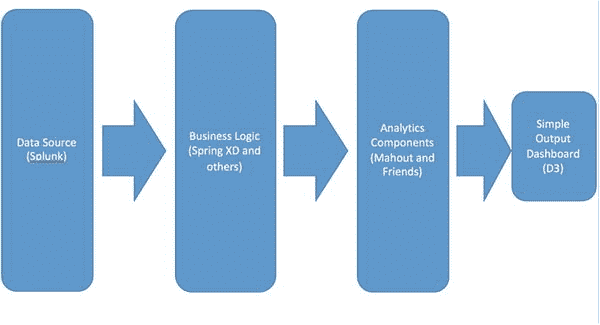 Data Source
(Splunk)
Business Logic
(Spring XD and
others)
Analytics
Components
(Mahout and
Friends)
Simple
Output
Dashboard
(D3)